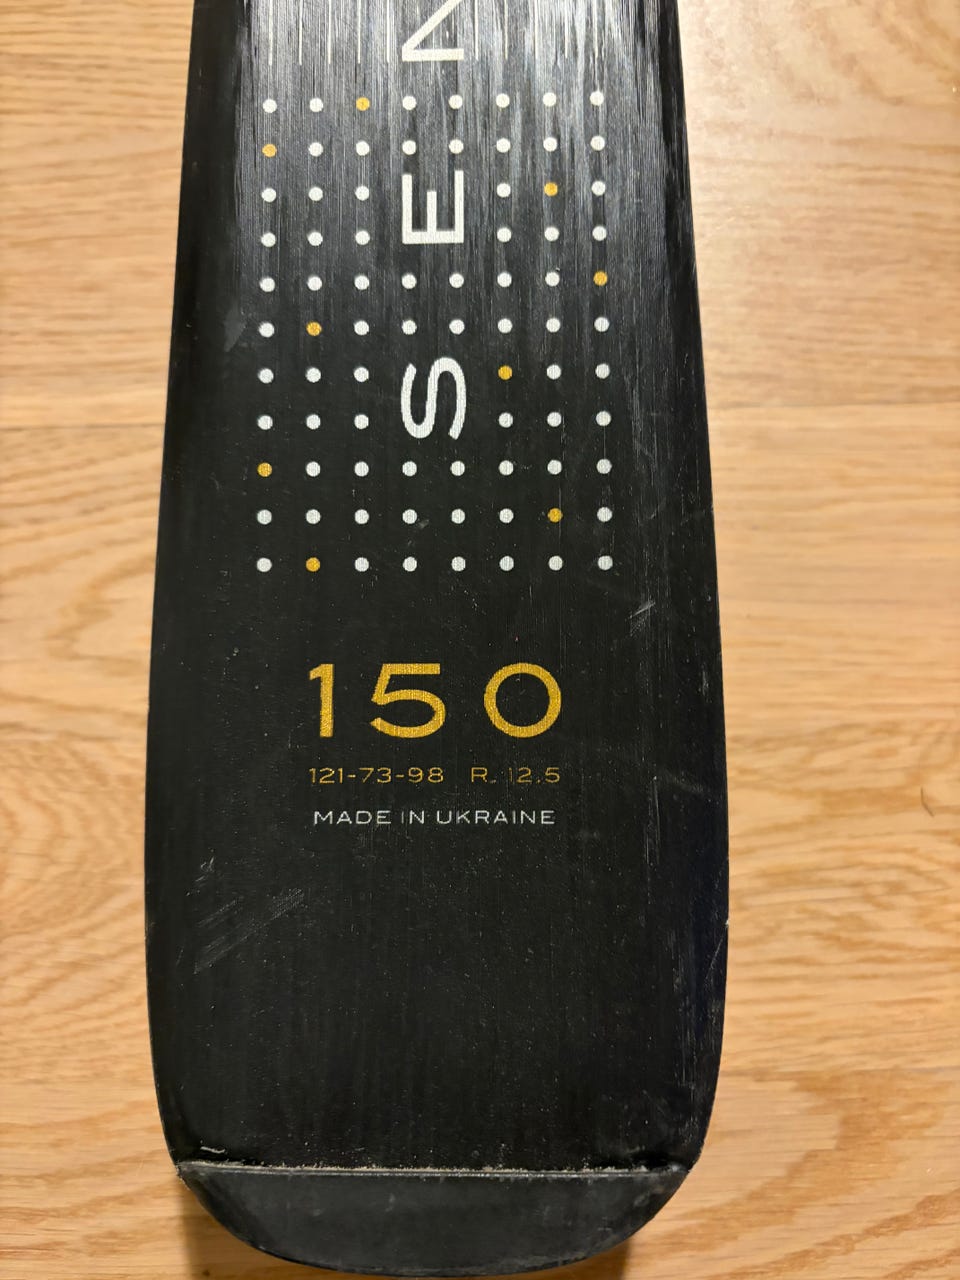 SEN
150
121-73-98 R. 12.5
MADE IN UKRAINE